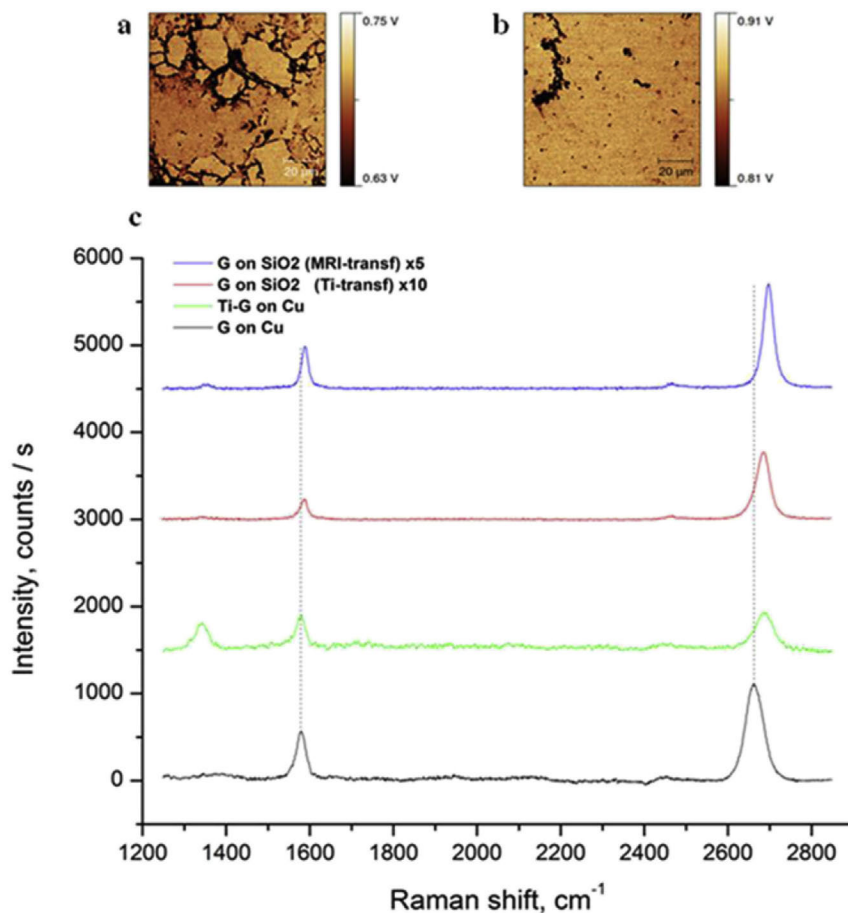 a
0.75 V
20 μm
0.63 V
b
0.91 V
20 μm
0.81 V
c
6000
5000
4000
3000
2000
1000
0
Intensity, counts / s
G on SiO2 (MRI-transf) x5
G on SiO2 (Ti-transf) x10
Ti-G on Cu
G on Cu
1200 1400 1600 1800 2000 2200 2400 2600 2800
Raman shift, cm⁻¹